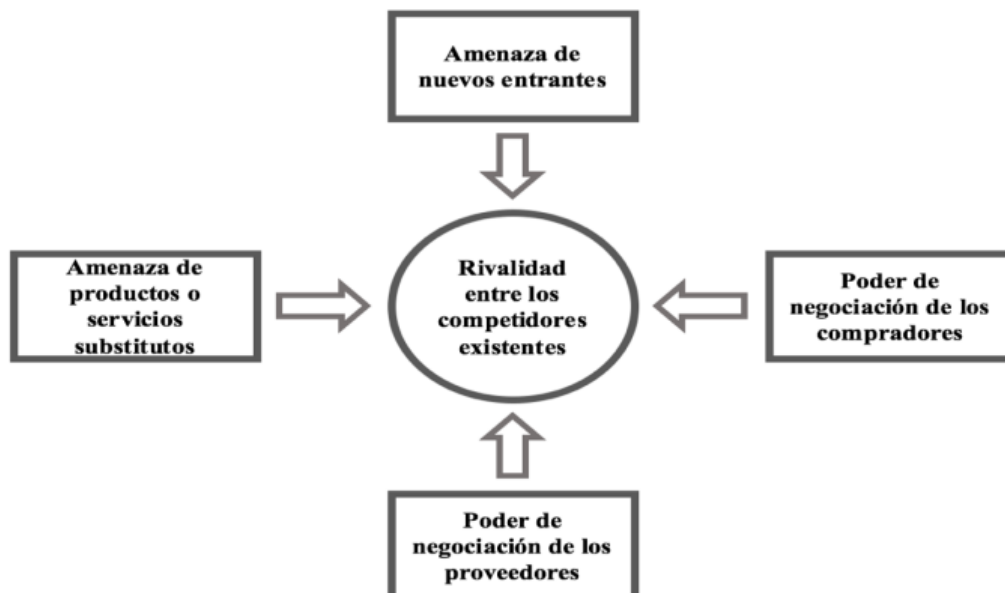 Amenaza de
nuevos entrantes
Amenaza de
productos o
servicios
substitutos
Rivalidad
entre los
competidores
existentes
Poder de
negociación de los
compradores
Poder de
negociación de los
proveedores